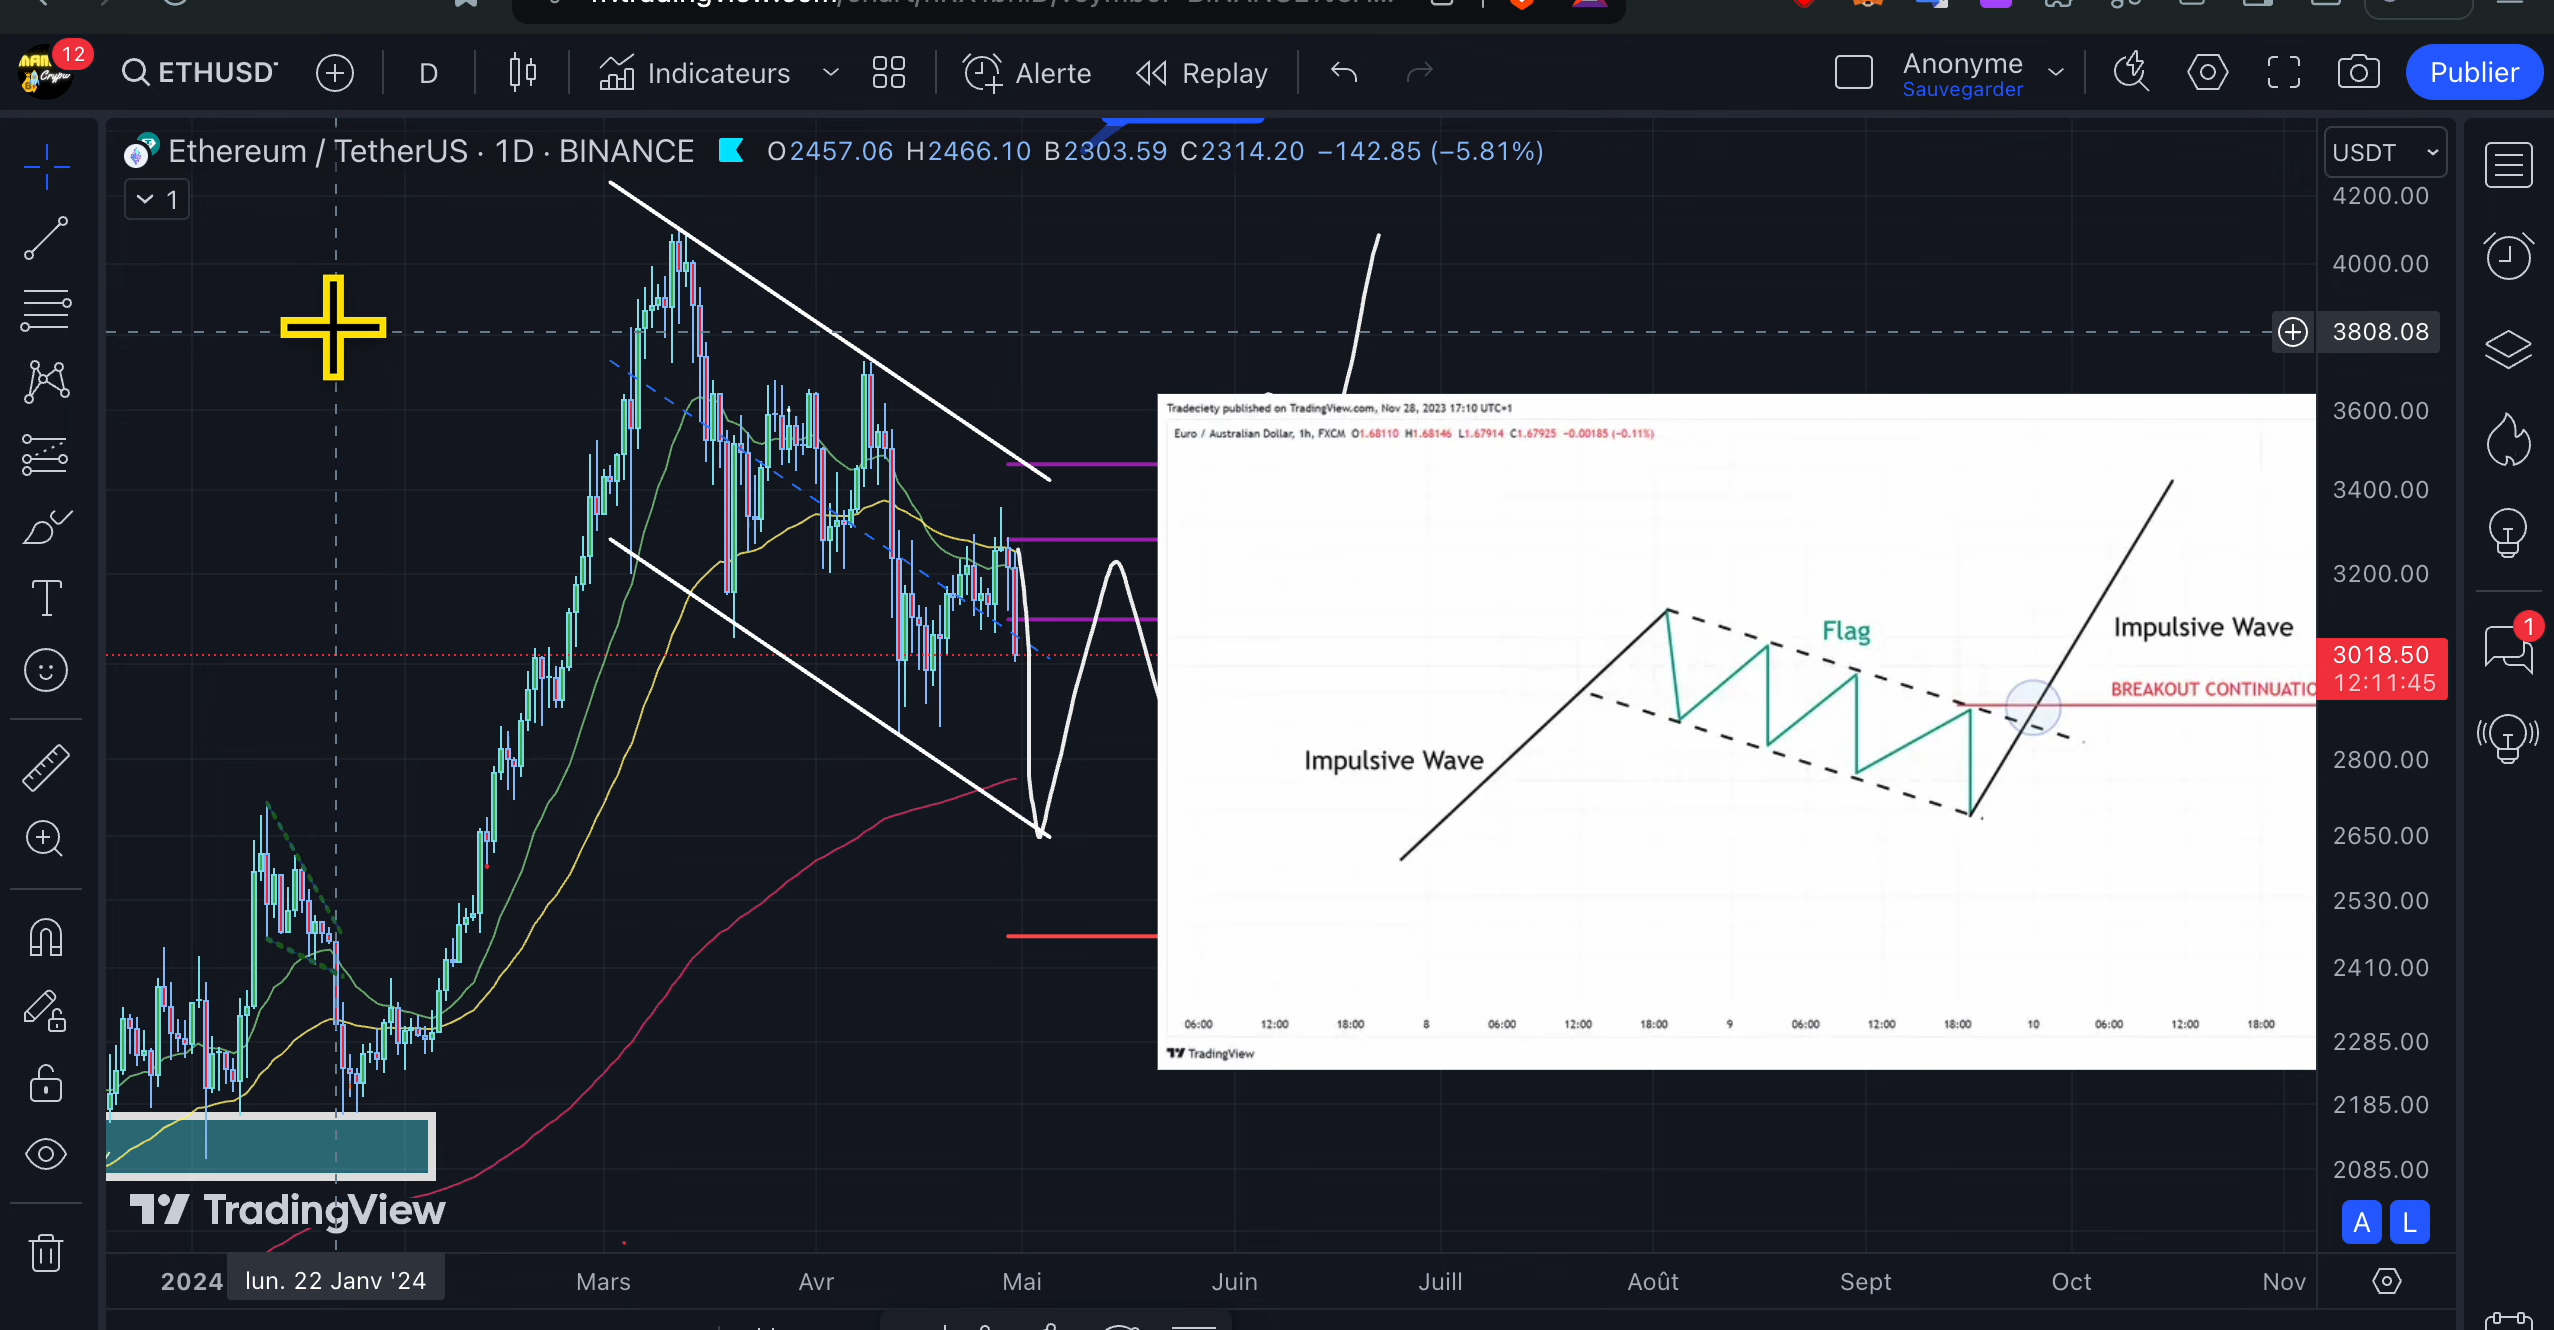 12
ETHUSD
D
Indicateurs
Alerte
Replay
Anonyme
Sauvegarder
Publier
Ethereum / TetherUS · 1D · BINANCE O2457.06 H2466.10 B2303.59 C2314.20 −142.85 (−5.81%)
1
USDT
4200.00
4000.00
3808.08
3600.00
3400.00
3200.00
3018.50
12:11:45
2800.00
2650.00
2530.00
2410.00
2285.00
2185.00
2085.00
A L
1
Tradeciety published on TradingView.com, Nov 28, 2023 17:10 UTC+1
Euro / Australian Dollar, 1h, FXCM O1.68110 H1.68146 L1.67914 C1.67925 −0.00185 (−0.11%)
Flag
Impulsive Wave
BREAKOUT CONTINUATIO
Impulsive Wave
06:00 12:00 18:00 8 06:00 12:00 18:00 9 06:00 12:00 18:00 10 06:00 12:00 18:00
TradingView
TradingView
2024 lun. 22 Janv '24 Mars Avr Mai Juin Juill Août Sept Oct Nov